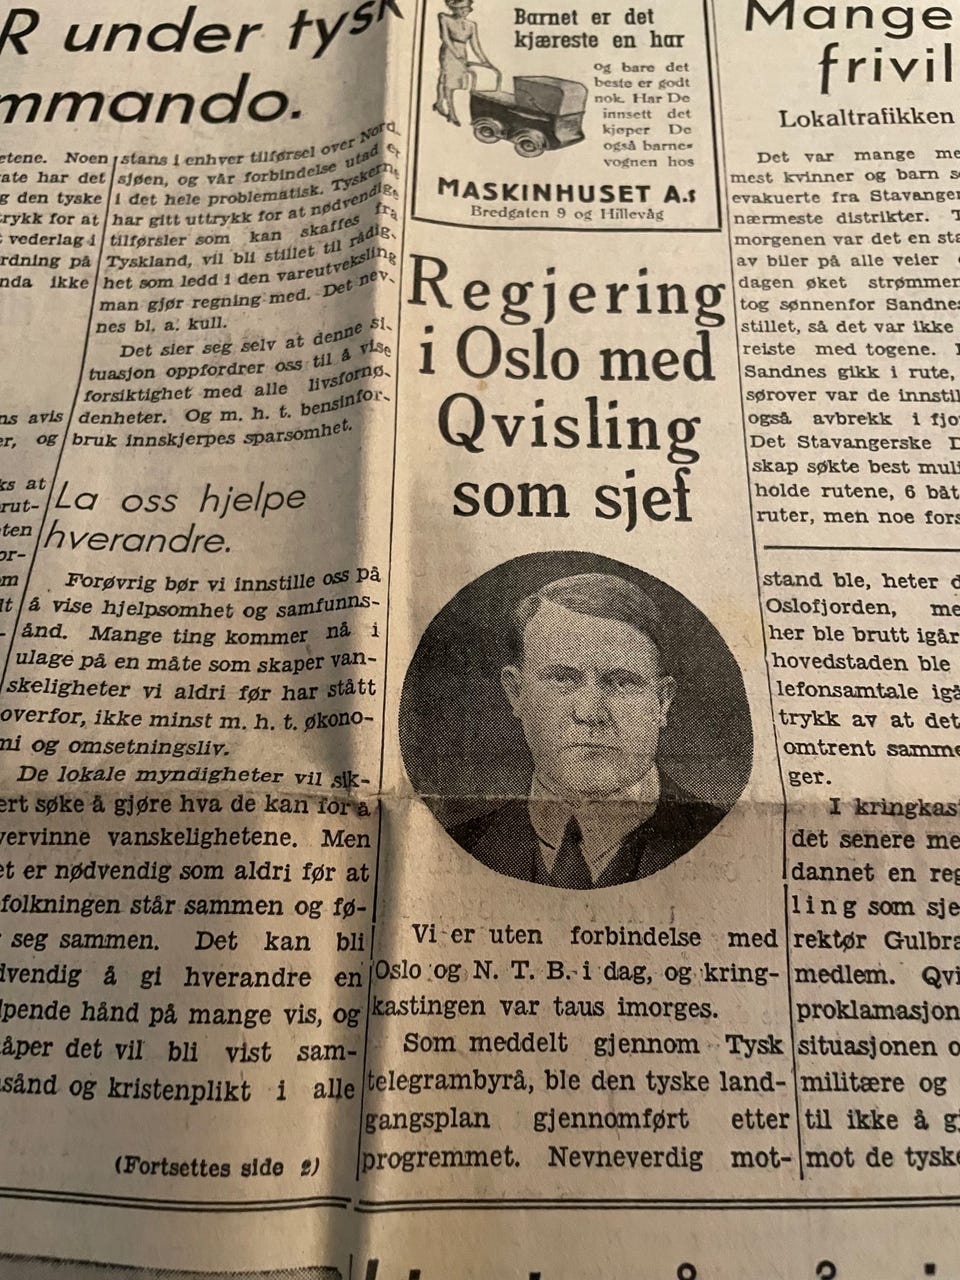 R under tysk
mmando.
etene. Noen
ate har det
g den tyske
rykk for at
t vederlag i
rdning på
nda ikke
ns avis
er, og
ks at
rut-
ten
or-
m
lt
stans i enhver tilførsel over Nord
sjøen, og vår forbindelse utad er
i det hele problematisk. Tyskerne
har gitt uttrykk for at nødvendige
tilførsler som kan skaffes fra
Tyskland, vil bli stillet til rådig-
het som ledd i den vareutveksling
man gjør regning med. Det nev-
nes bl. a. kull.
Det sier seg selv at denne si-
tuasjon oppfordrer oss til å vise
forsiktighet med alle livsfornø-
denheter. Og m. h. t. bensinfor-
bruk innskjerpes sparsomhet.
La oss hjelpe
hverandre.
Forøvrig bør vi innstille oss på
å vise hjelpsomhet og samfunns-
ånd. Mange ting kommer nå i
ulage på en måte som skaper van-
skeligheter vi aldri før har stått
overfor, ikke minst m. h. t. økono-
mi og omsetningsliv.
De lokale myndigheter vil sik-
ert søke å gjøre hva de kan for å
vervinne vanskelighetene. Men
et er nødvendig som aldri før at
folkningen står sammen og fø-
r seg sammen. Det kan bli
dvendig å gi hverandre en
lpende hånd på mange vis, og
åper det vil bli vist sam-
sånd og kristenplikt i alle
(Fortsettes side 2)
Barnet er det
kjæreste en har
og bare det
beste er godt
nok. Har De
innsett det
kjøper De
også barne-
vognen hos
MASKINHUSET A.s
Bredgaten 9 og Hillevåg
Regjering
i Oslo med
Qvisling
som sjef
Vi er uten forbindelse med
Oslo og N. T. B. i dag, og kring-
kastingen var taus imorges.
Som meddelt gjennom Tysk
telegrambyrå, ble den tyske land-
gangsplan gjennomført etter
progremmet. Nevneverdig mot-
Mange
frivil
Lokaltrafikken
Det var mange me
mest kvinner og barn s
evakuerte fra Stavanger
nærmeste distrikter. T
morgenen var det en sta
av biler på alle veier
dagen øket strømmer
tog sønnenfor Sandnes
stillet, så det var ikke
reiste med togene. I
Sandnes gikk i rute,
sørover var de innstil
også avbrekk i fjo
Det Stavangerske D
skap søkte best muli
holde rutene, 6 båt
ruter, men noe fors
stand ble, heter d
Oslofjorden, me
her ble brutt igår
hovedstaden ble
lefonsamtale igå
trykk av at det
omtrent samme
ger.
I kringkast
det senere me
dannet en reg
ling som sje
rektør Gulbra
medlem. Qvi
proklamasjon
situasjonen o
militære og
til ikke å gj
mot de tyske